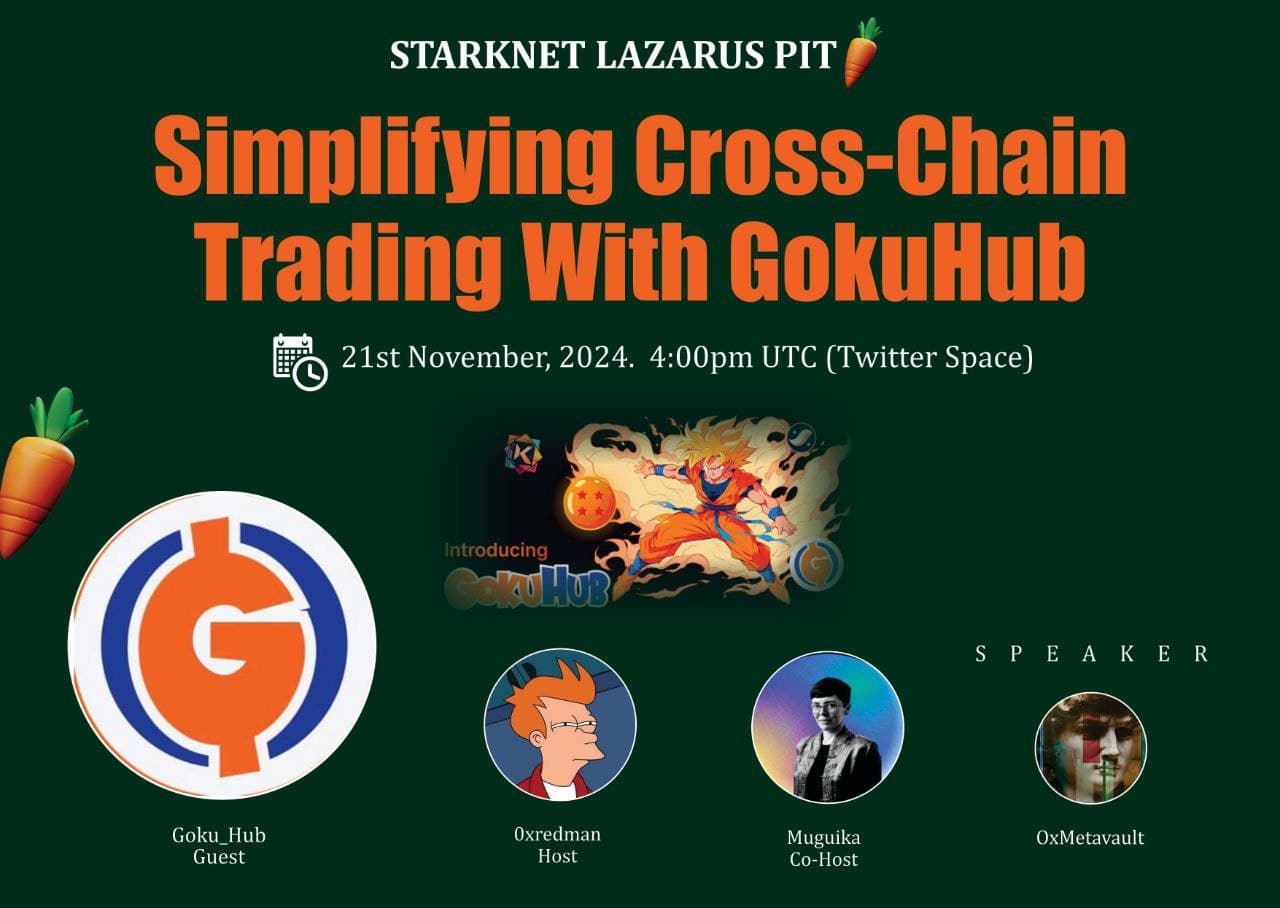 STARKNET LAZARUS PIT
Simplifying Cross-Chain
Trading With GokuHub
21st November, 2024.  4:00pm UTC (Twitter Space)
K
Introducing
GOKUHUB
G
S P E A K E R
Goku_Hub
Guest
0xredman
Host
Muguika
Co-Host
OxMetavault